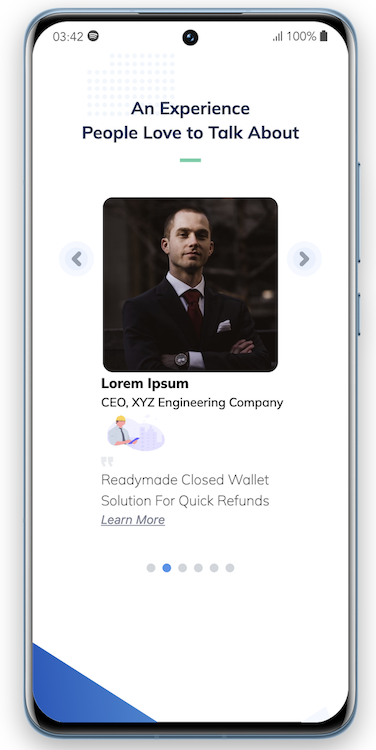 03:42
100%
An Experience
People Love to Talk About
Lorem Ipsum
CEO, XYZ Engineering Company
"
Readymade Closed Wallet
Solution For Quick Refunds
Learn More